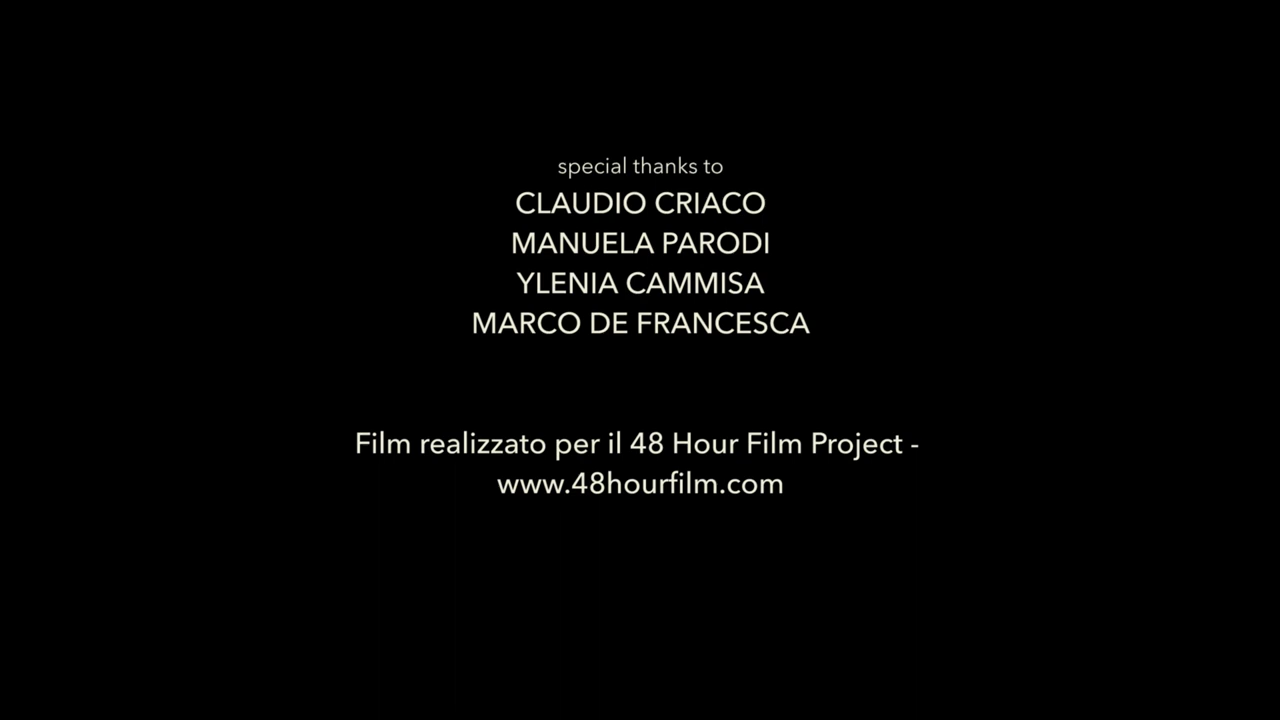 special thanks to
CLAUDIO CRIACO
MANUELA PARODI
YLENIA CAMMISA
MARCO DE FRANCESCA
Film realizzato per il 48 Hour Film Project -
www.48hourfilm.com